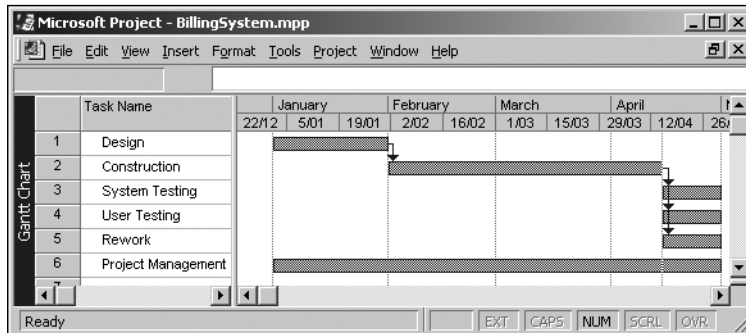 Microsoft Project - BillingSystem.mpp
File Edit View Insert Format Tools Project Window Help
Task Name
January February March April
22/12 5/01 19/01 2/02 16/02 1/03 15/03 29/03 12/04 26/
Gantt Chart
1 Design
2 Construction
3 System Testing
4 User Testing
5 Rework
6 Project Management
Ready EXT CAPS NUM SCRL OVR